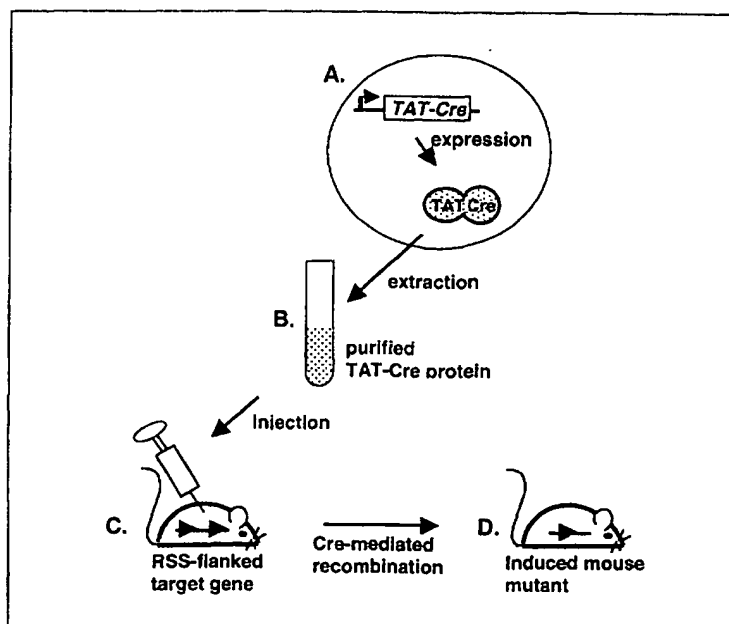 A.
TAT-Cre
expression
TAT Cre
extraction
B.
purified
TAT-Cre protein
Injection
C.
RSS-flanked
target gene
Cre-mediated
recombination
D.
Induced mouse
mutant